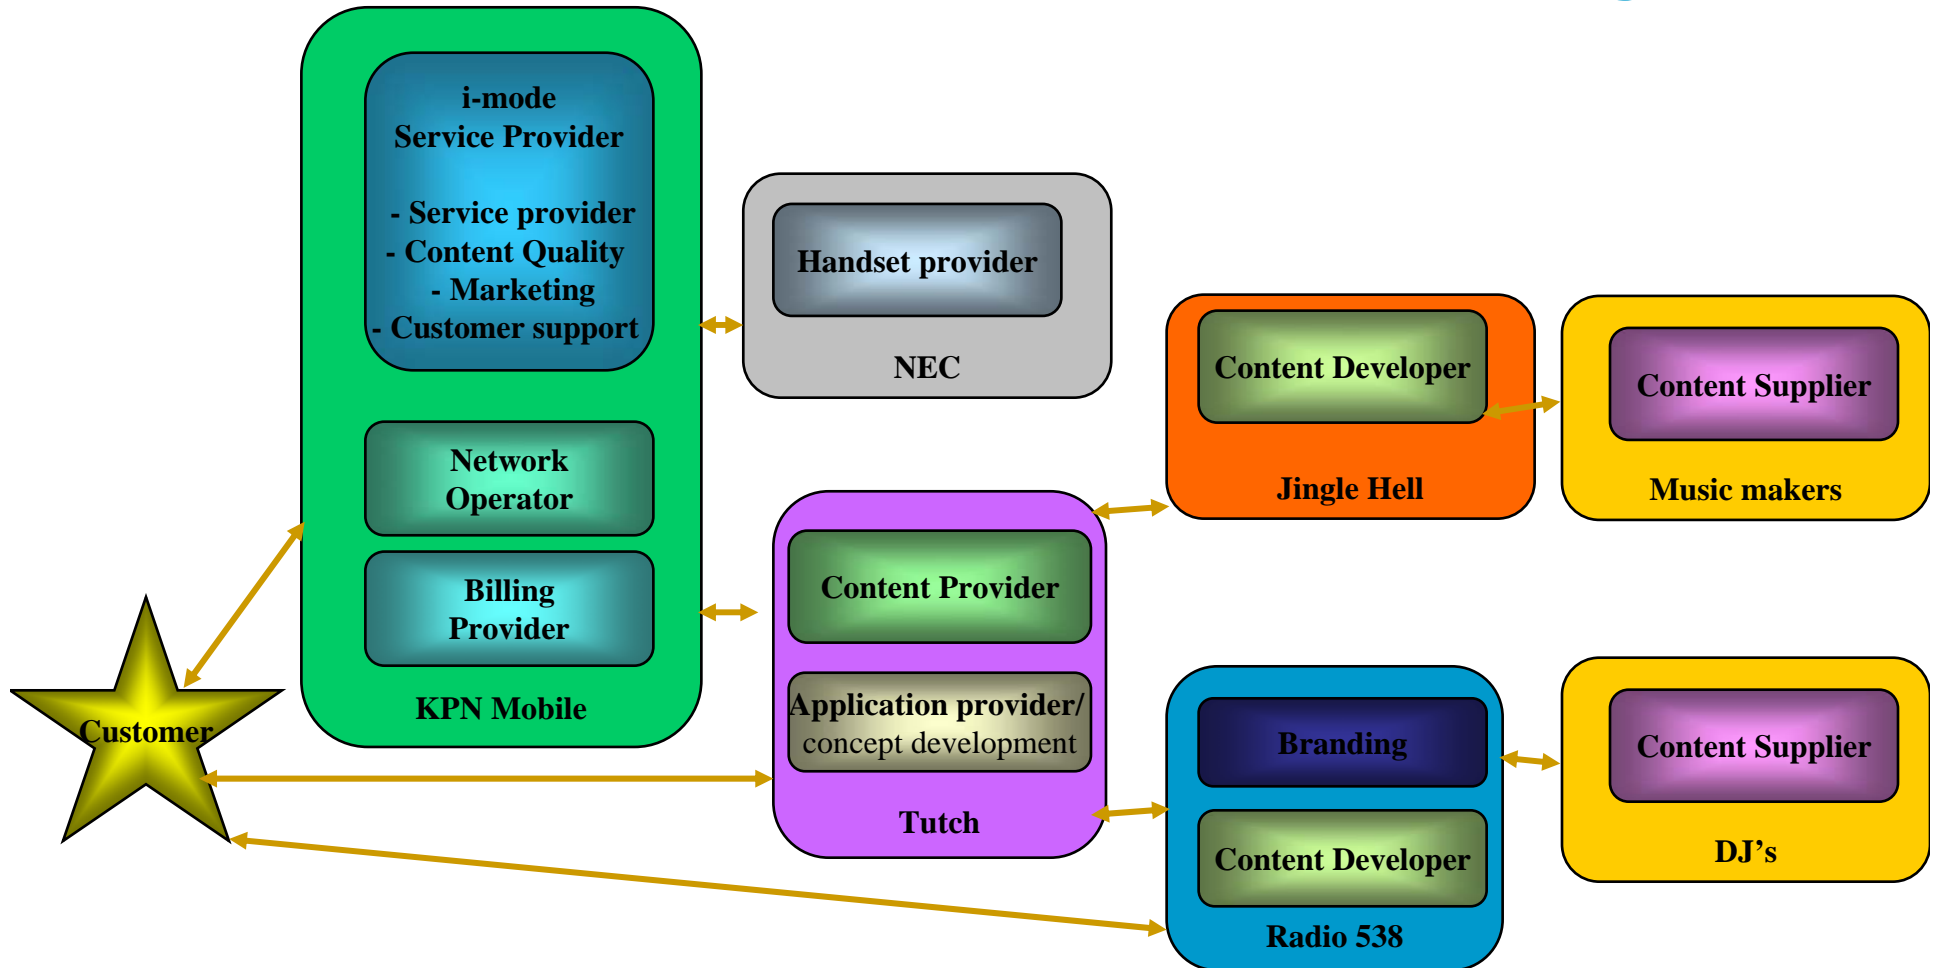 i-mode
Service Provider
- Service provider
- Content Quality
- Marketing
- Customer support
Network
Operator
Billing
Provider
KPN Mobile
Customer
Handset provider
NEC
Content Provider
Application provider/
concept development
Tutch
Content Developer
Jingle Hell
Content Supplier
Music makers
Branding
Content Developer
Radio 538
Content Supplier
DJ’s